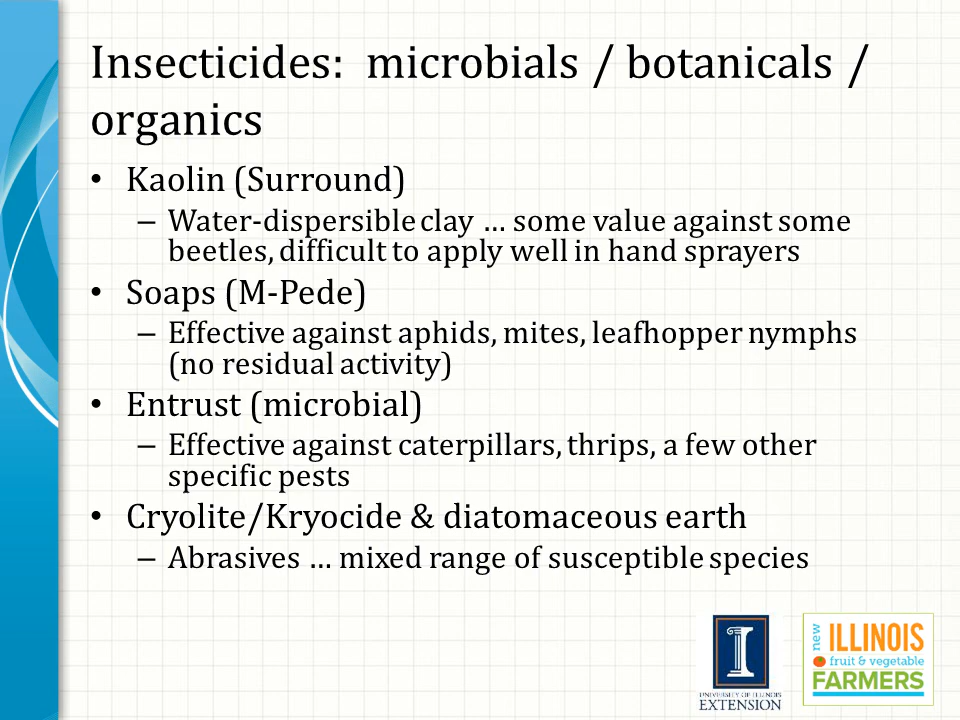 Insecticides: microbials / botanicals /
organics
• Kaolin (Surround)
– Water-dispersible clay … some value against some
beetles, difficult to apply well in hand sprayers
• Soaps (M-Pede)
– Effective against aphids, mites, leafhopper nymphs
(no residual activity)
• Entrust (microbial)
– Effective against caterpillars, thrips, a few other
specific pests
• Cryolite/Kryocide & diatomaceous earth
– Abrasives … mixed range of susceptible species
I
UNIVERSITY OF ILLINOIS
EXTENSION
new
ILLINOIS
fruit & vegetable
FARMERS